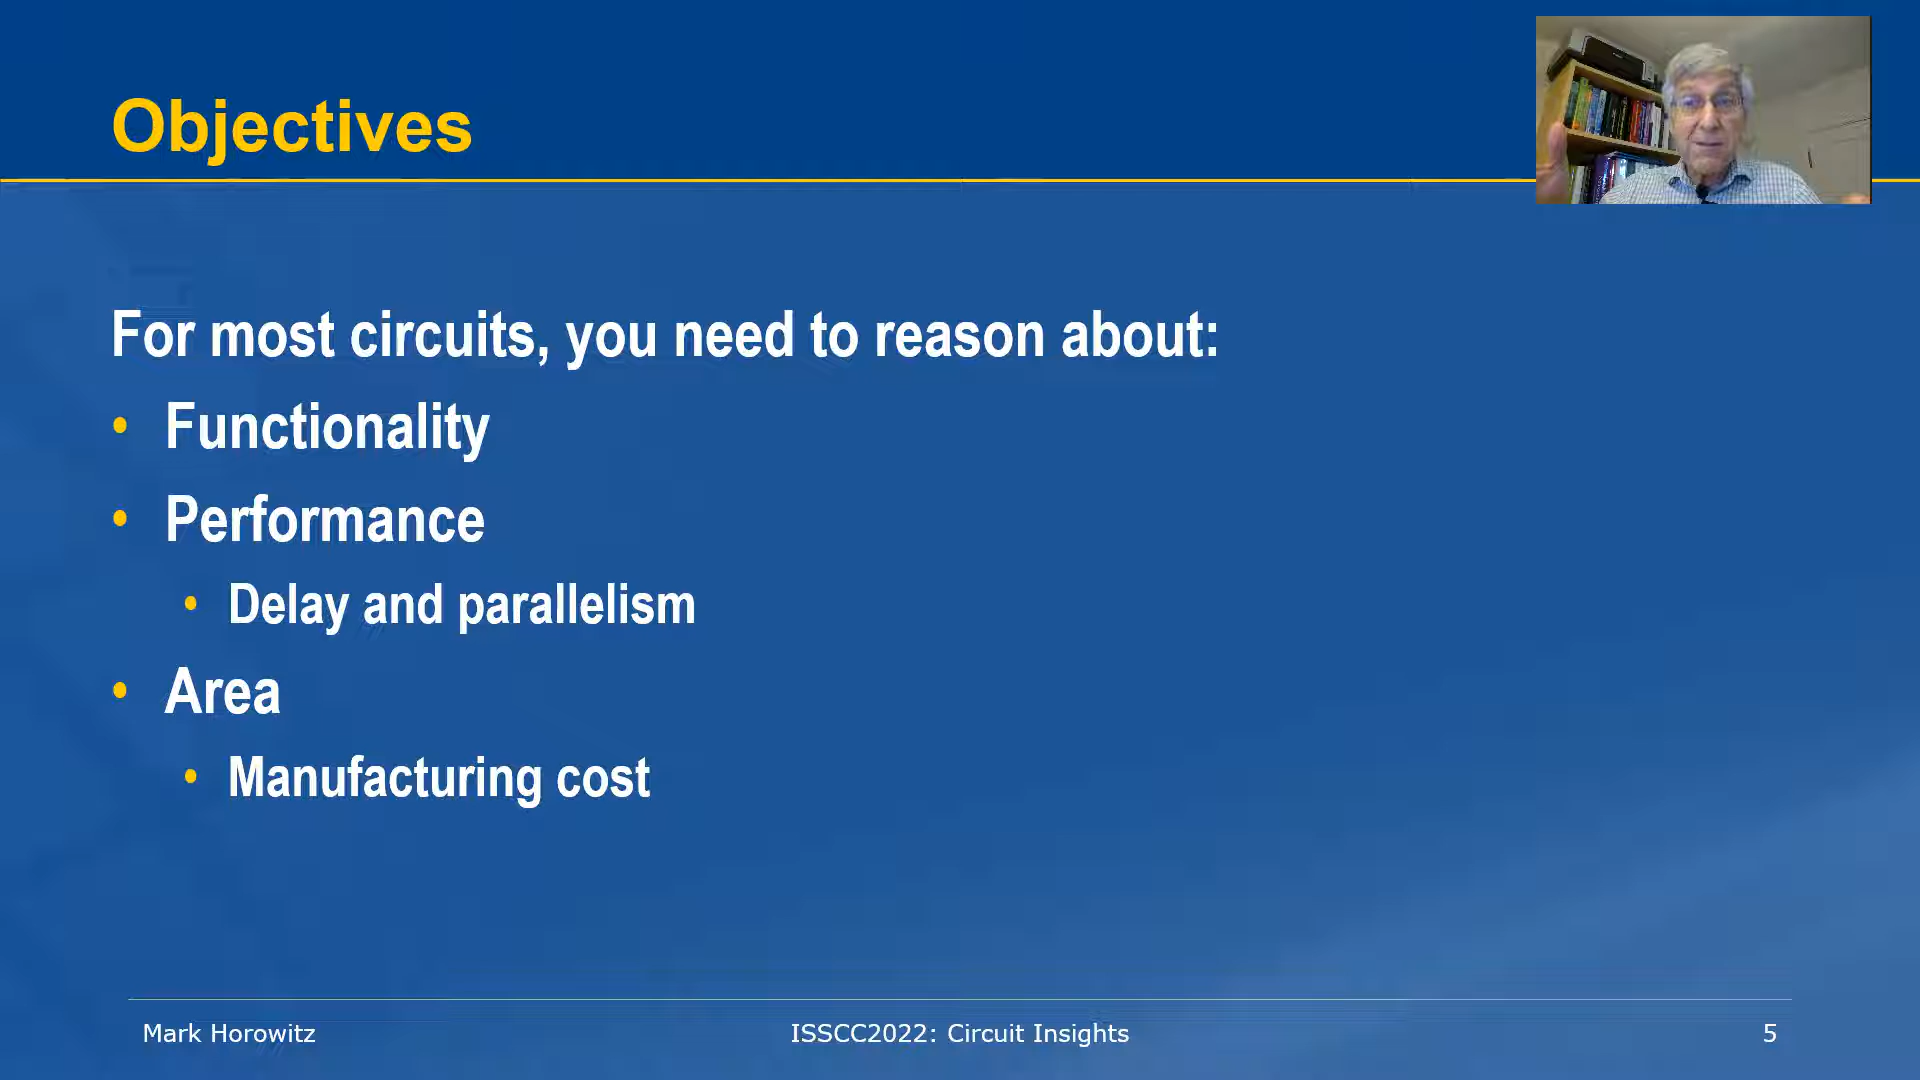 Objectives
For most circuits, you need to reason about:
• Functionality
• Performance
• Delay and parallelism
• Area
• Manufacturing cost
Mark Horowitz
ISSCC2022: Circuit Insights
5